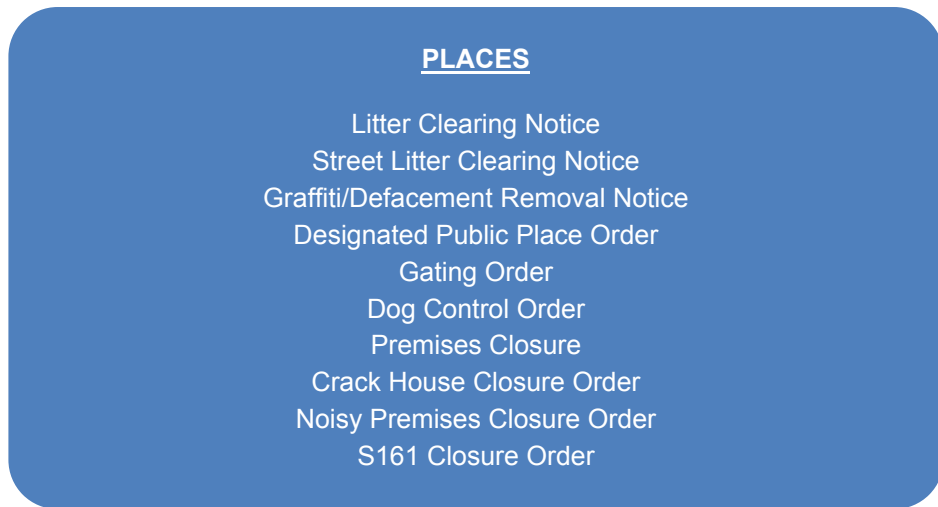 PLACES
Litter Clearing Notice
Street Litter Clearing Notice
Graffiti/Defacement Removal Notice
Designated Public Place Order
Gating Order
Dog Control Order
Premises Closure
Crack House Closure Order
Noisy Premises Closure Order
S161 Closure Order